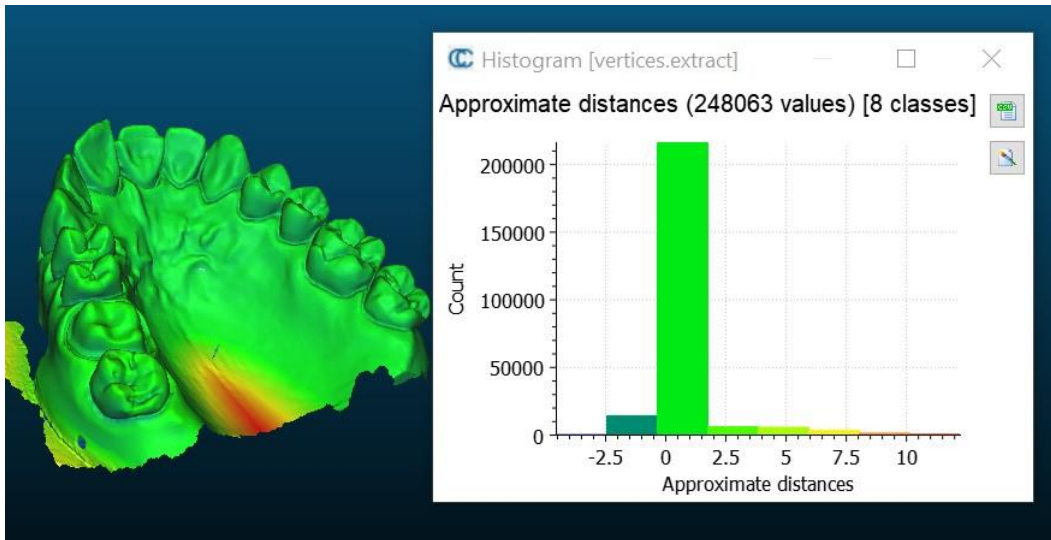 Histogram [vertices.extract]
Approximate distances (248063 values) [8 classes]
CSV
200000
150000
100000
50000
0
Count
-2.5 0 2.5 5 7.5 10
Approximate distances